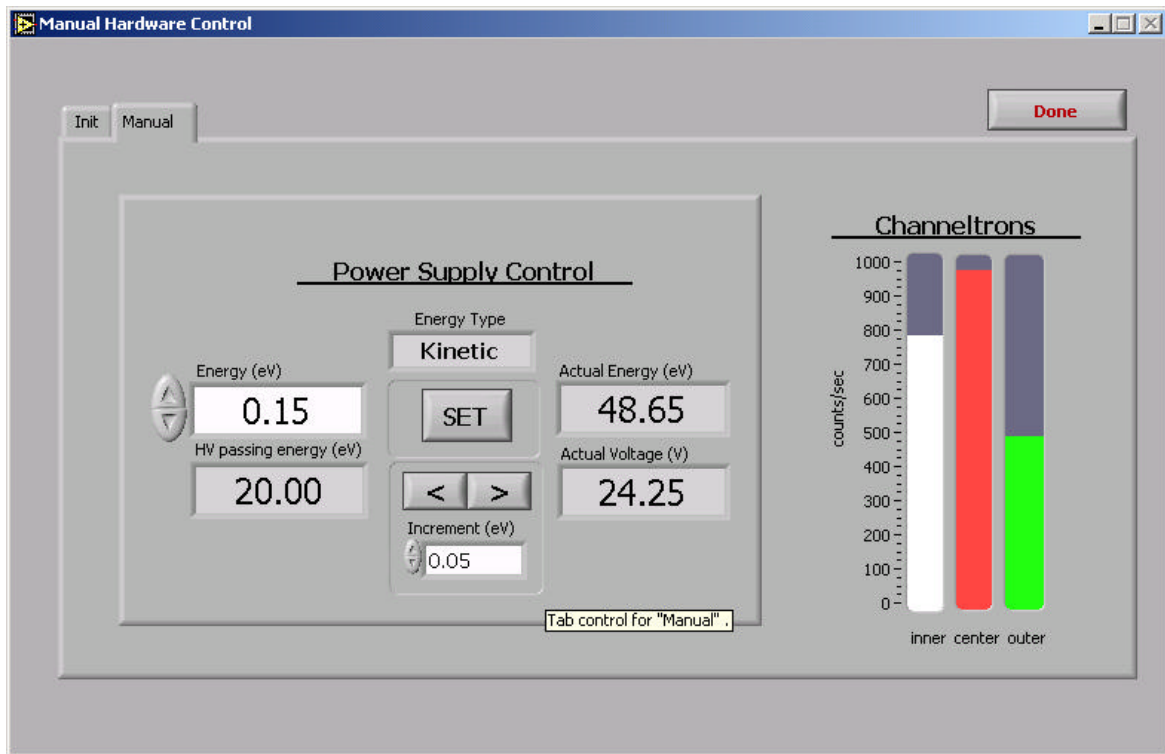 Manual Hardware Control
Done
Init
Manual
Channeltrons
Power Supply Control
Energy Type
Kinetic
Energy (eV)
0.15
SET
Actual Energy (eV)
48.65
HV passing energy (eV)
20.00
< >
Actual Voltage (V)
24.25
Increment (eV)
0.05
Tab control for "Manual" .
counts/sec
1000
900
800
700
600
500
400
300
200
100
0
inner center outer